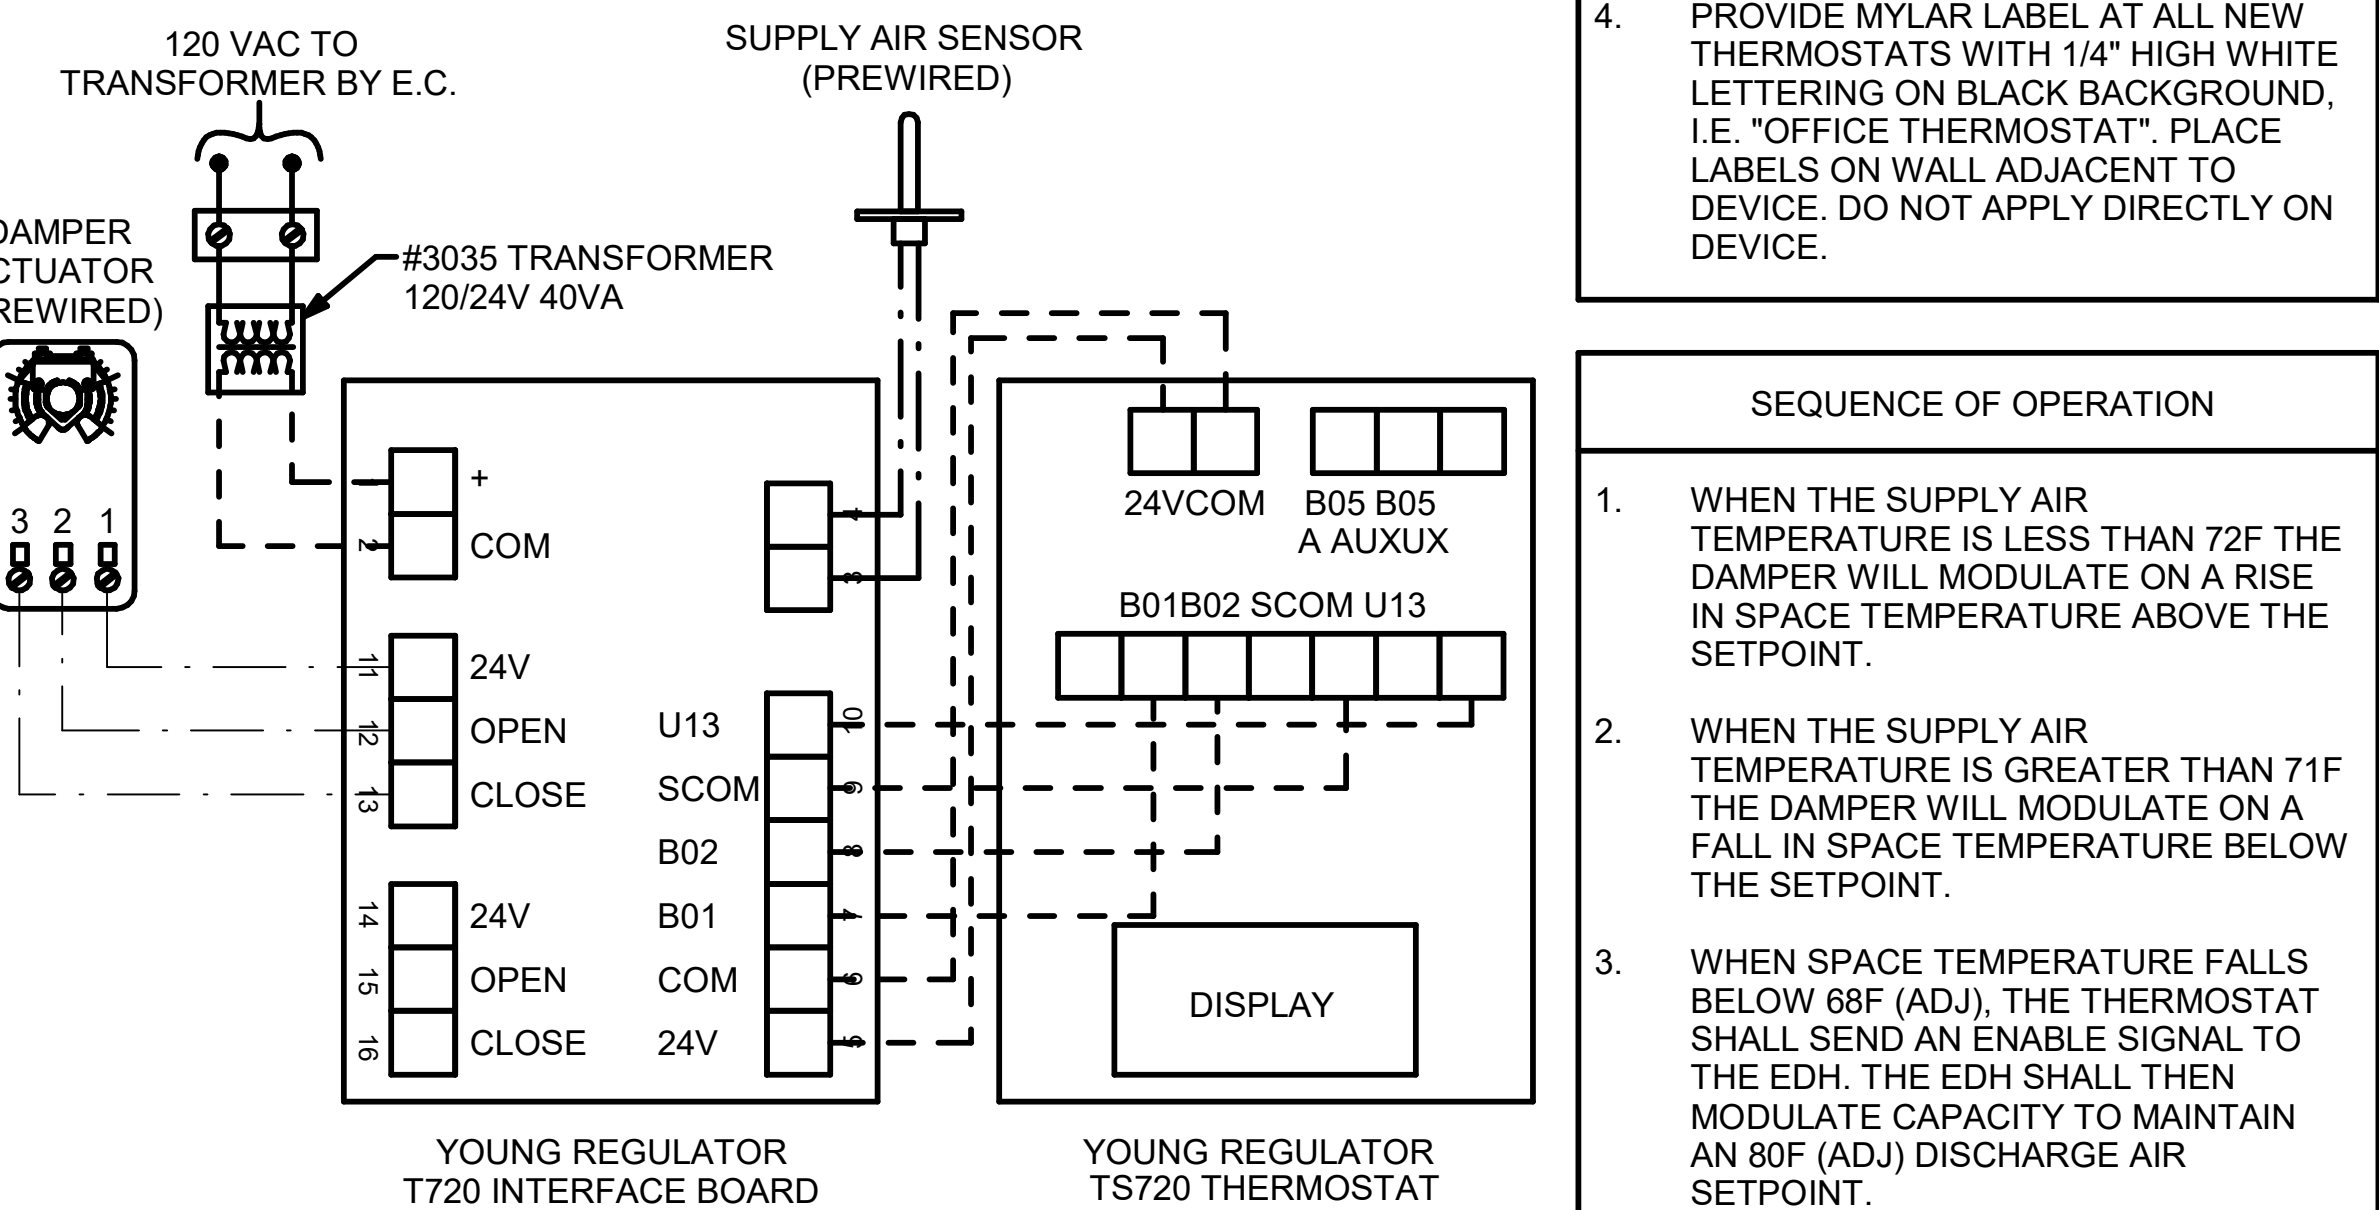 120 VAC TO
TRANSFORMER BY E.C.
SUPPLY AIR SENSOR
(PREWIRED)
DAMPER
CTUATOR
REWIRED)
#3035 TRANSFORMER
120/24V 40VA
3 2 1
1
+
2
COM
4
3
11
24V
12
OPEN
13
CLOSE
14
24V
15
OPEN
16
CLOSE
U13
10
SCOM
9
B02
8
B01
7
COM
6
24V
5
24VCOM
B05 B05
A AUXUX
B01B02 SCOM U13
DISPLAY
YOUNG REGULATOR
T720 INTERFACE BOARD
YOUNG REGULATOR
TS720 THERMOSTAT
4. PROVIDE MYLAR LABEL AT ALL NEW
THERMOSTATS WITH 1/4" HIGH WHITE
LETTERING ON BLACK BACKGROUND,
I.E. "OFFICE THERMOSTAT". PLACE
LABELS ON WALL ADJACENT TO
DEVICE. DO NOT APPLY DIRECTLY ON
DEVICE.
SEQUENCE OF OPERATION
1. WHEN THE SUPPLY AIR
TEMPERATURE IS LESS THAN 72F THE
DAMPER WILL MODULATE ON A RISE
IN SPACE TEMPERATURE ABOVE THE
SETPOINT.
2. WHEN THE SUPPLY AIR
TEMPERATURE IS GREATER THAN 71F
THE DAMPER WILL MODULATE ON A
FALL IN SPACE TEMPERATURE BELOW
THE SETPOINT.
3. WHEN SPACE TEMPERATURE FALLS
BELOW 68F (ADJ), THE THERMOSTAT
SHALL SEND AN ENABLE SIGNAL TO
THE EDH. THE EDH SHALL THEN
MODULATE CAPACITY TO MAINTAIN
AN 80F (ADJ) DISCHARGE AIR
SETPOINT.